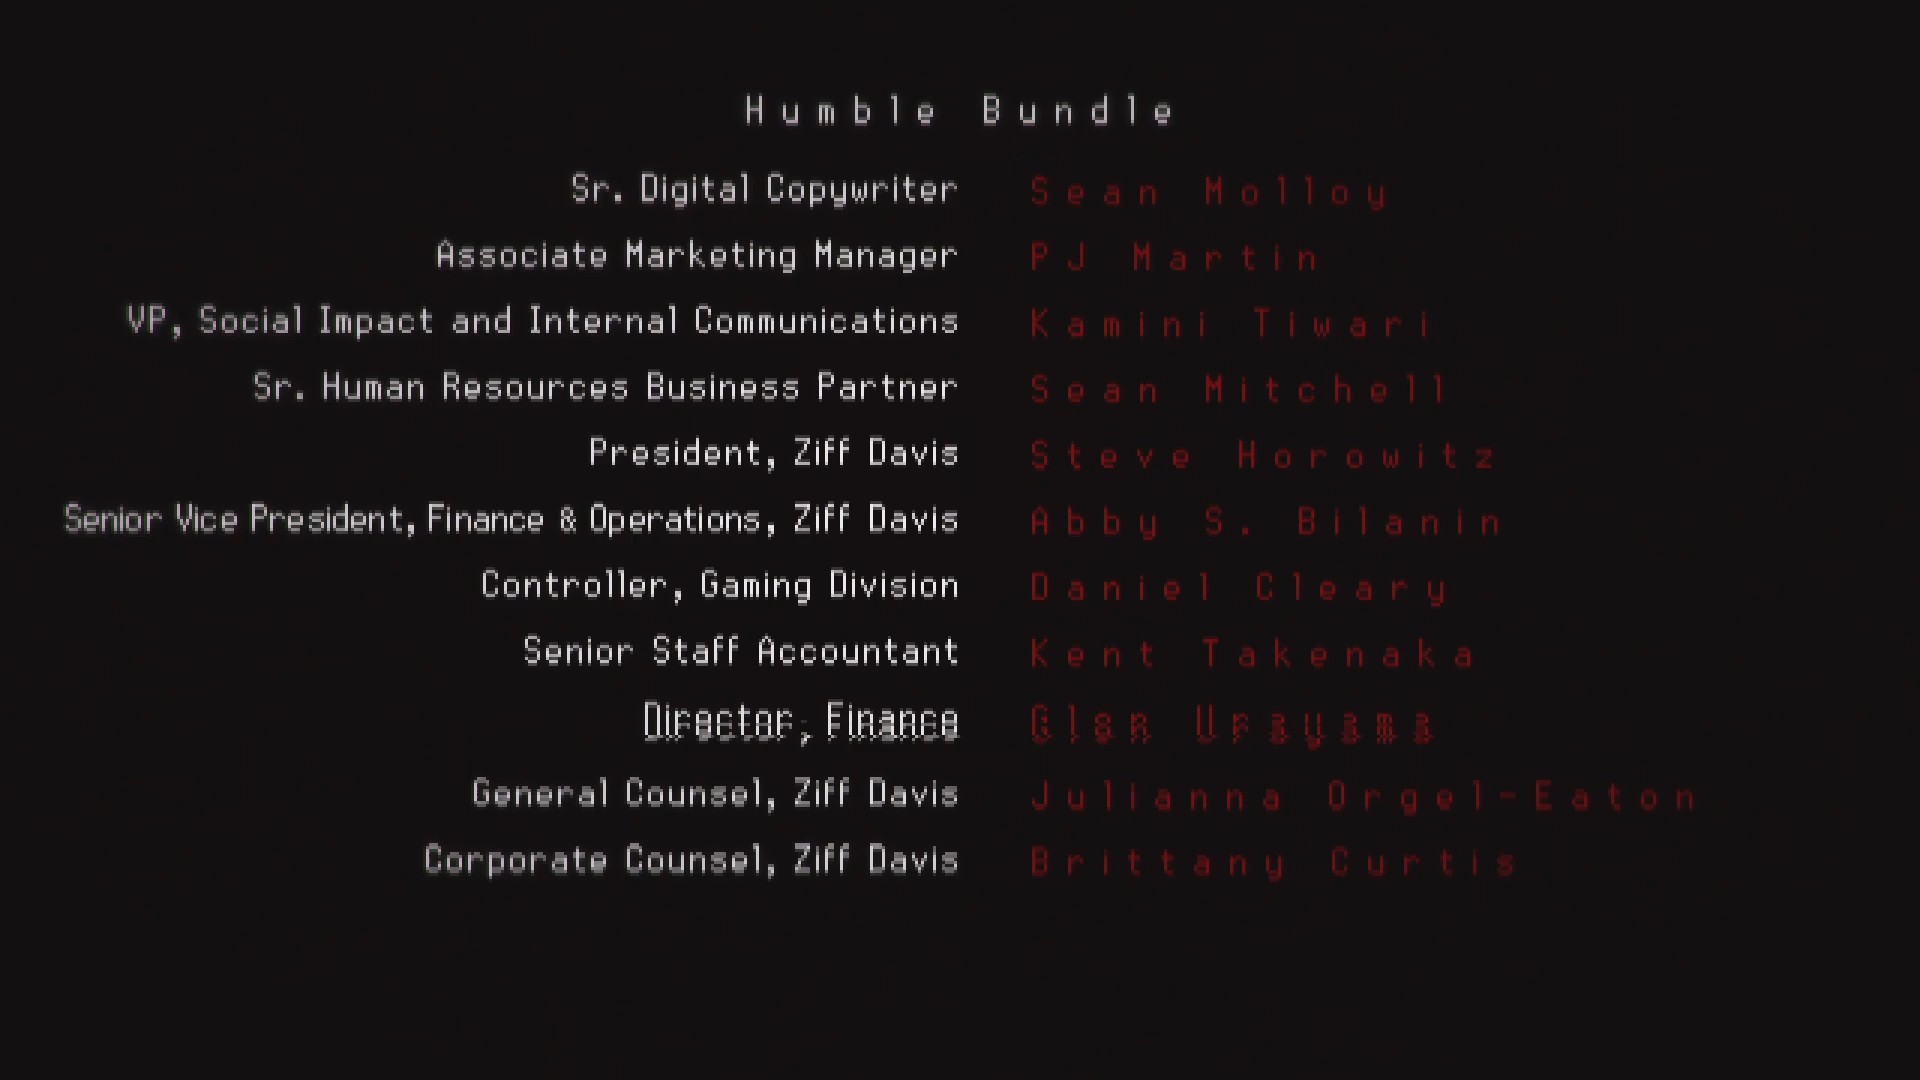 Humble Bundle
Sr. Digital Copywriter Sean Molloy
Associate Marketing Manager PJ Martin
VP, Social Impact and Internal Communications Kamini Tiwari
Sr. Human Resources Business Partner Sean Mitchell
President, Ziff Davis Steve Horowitz
Senior Vice President, Finance & Operations, Ziff Davis Abby S. Bilanin
Controller, Gaming Division Daniel Cleary
Senior Staff Accountant Kent Takenaka
Director, Finance Glen Urayama
General Counsel, Ziff Davis Julianna Orgel-Eaton
Corporate Counsel, Ziff Davis Brittany Curtis